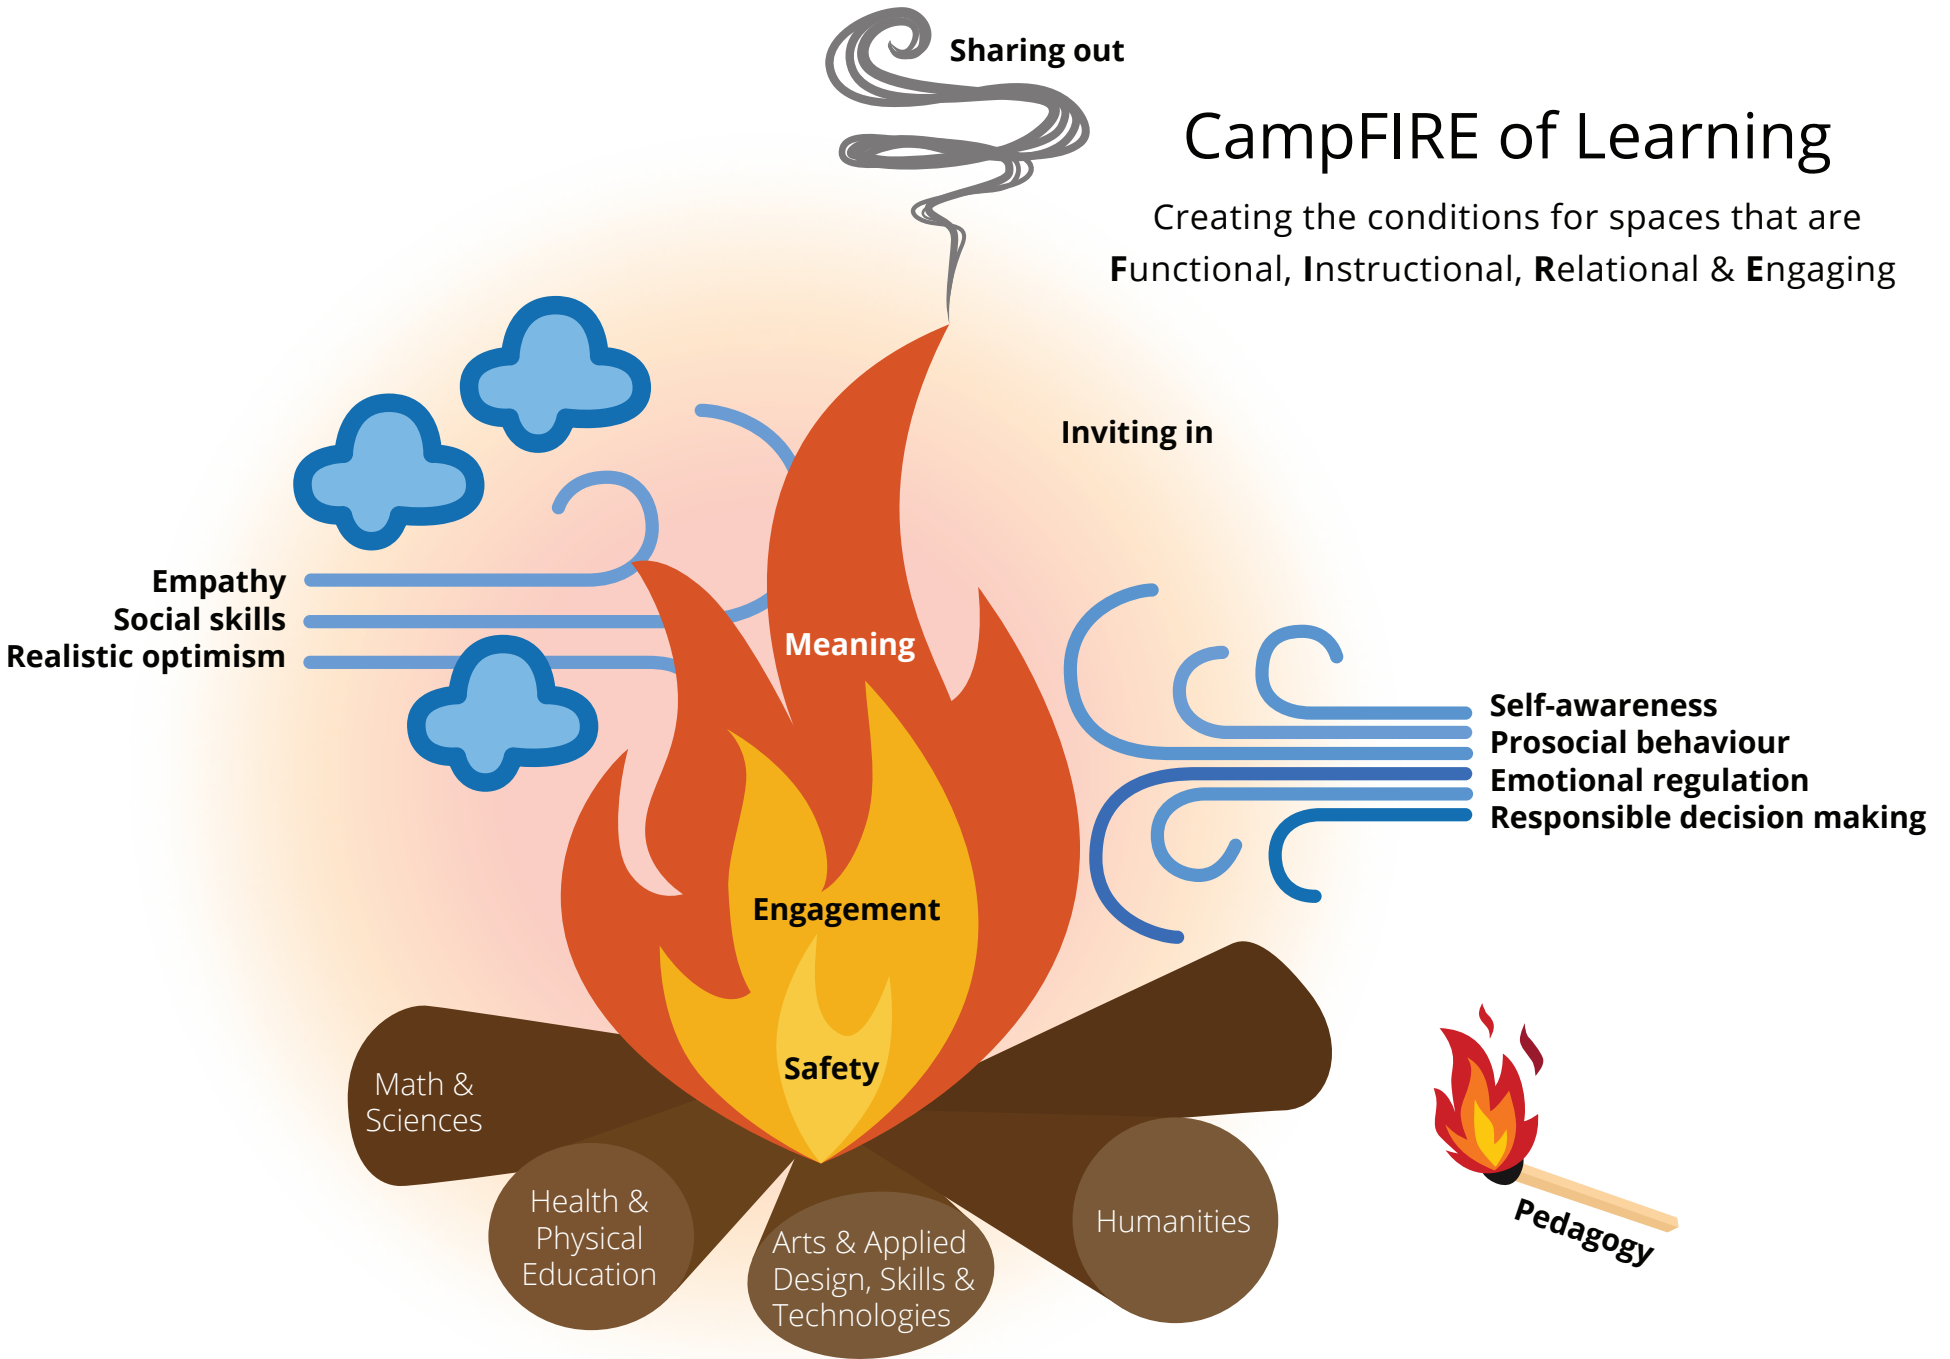 Sharing out
CampFIRE of Learning
Creating the conditions for spaces that are
Functional, Instructional, Relational & Engaging
Inviting in
Empathy
Social skills
Realistic optimism
Meaning
Self-awareness
Prosocial behaviour
Emotional regulation
Responsible decision making
Engagement
Safety
Math &
Sciences
Health &
Physical
Education
Arts & Applied
Design, Skills &
Technologies
Humanities
Pedagogy